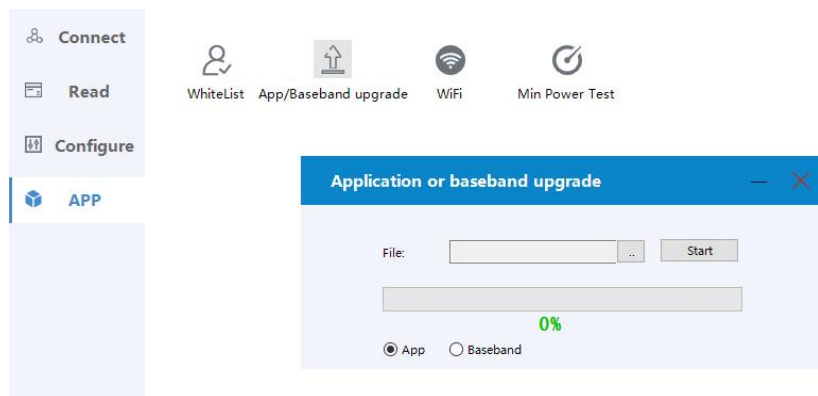 Connect
Read
Configure
APP
WhiteList App/Baseband upgrade WiFi Min Power Test
Application or baseband upgrade
File: .. Start
0%
App Baseband